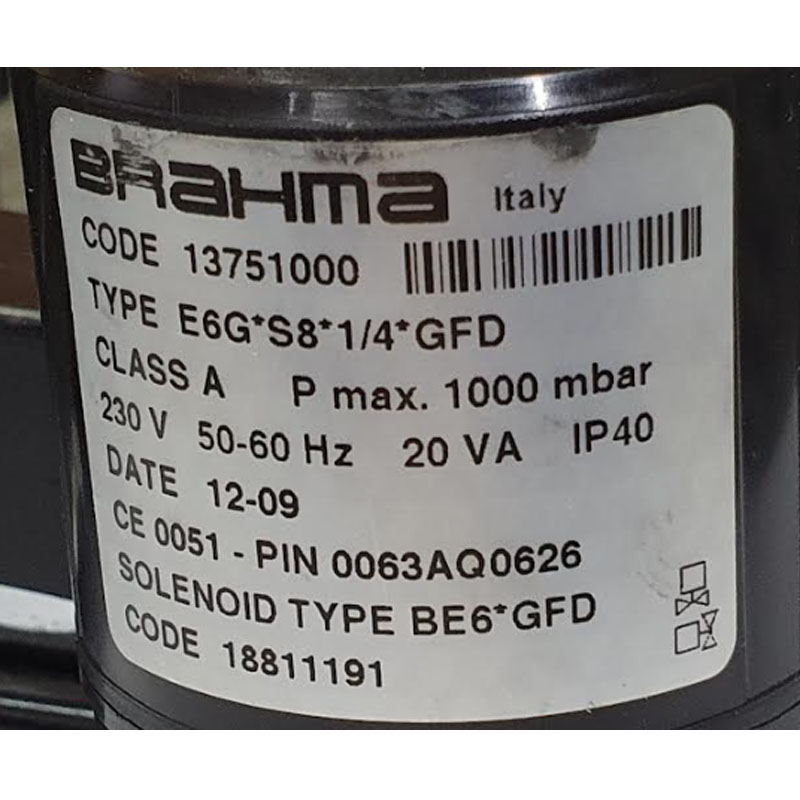 BRAHMA Italy
CODE 13751000
TYPE E6G*S8*1/4*GFD
CLASS A P max. 1000 mbar
230 V 50-60 Hz 20 VA IP40
DATE 12-09
CE 0051 - PIN 0063AQ0626
SOLENOID TYPE BE6*GFD
CODE 18811191